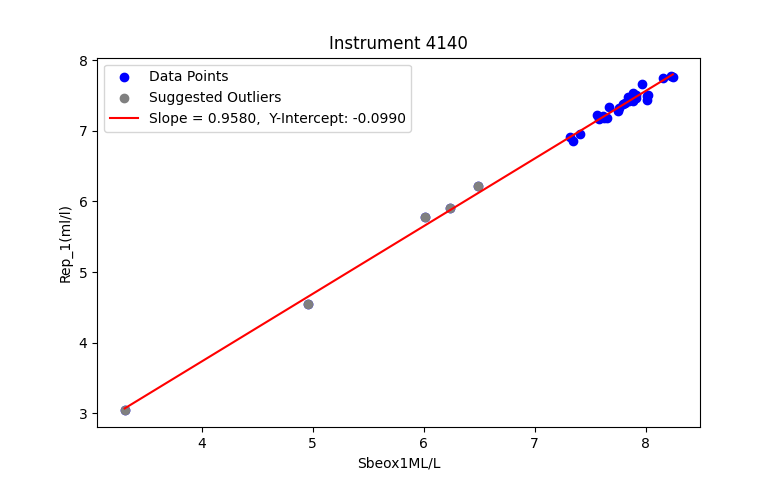 Instrument 4140
Data Points
Suggested Outliers
Slope = 0.9580,  Y-Intercept: -0.0990
8
7
6
5
4
3
Rep_1(ml/l)
4 5 6 7 8
Sbeox1ML/L